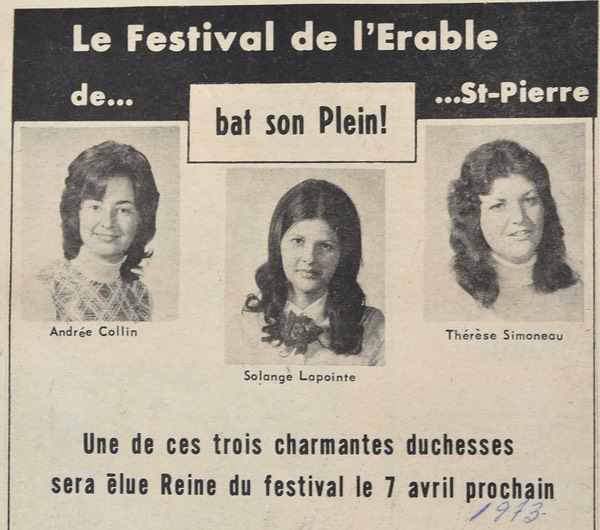 Le Festival de l'Erable
de... ...St-Pierre
bat son Plein!
Andrée Collin
Solange Lapointe
Thérèse Simoneau
Une de ces trois charmantes duchesses
sera ēlue Reine du festival le 7 avril prochain
1973.